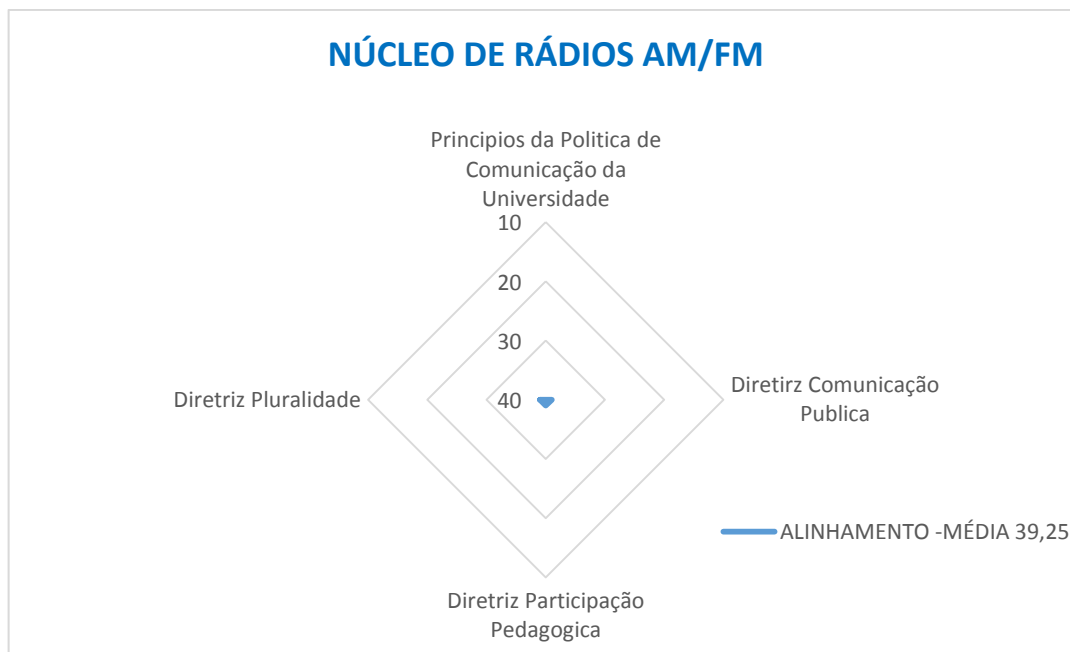 NÚCLEO DE RÁDIOS AM/FM
Principios da Politica de
Comunicação da
Universidade
10
20
30
40
Diretriz Pluralidade
Diretirz Comunicação
Publica
ALINHAMENTO -MÉDIA 39,25
Diretriz Participação
Pedagogica